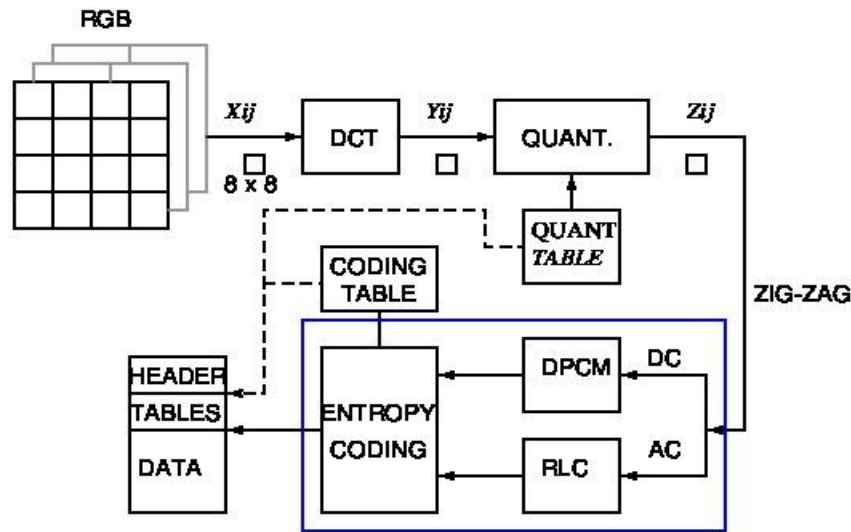 RGB
Xij
8 x 8
DCT
Yij
QUANT.
Zij
QUANT
TABLE
CODING
TABLE
ZIG-ZAG
HEADER
TABLES
DATA
ENTROPY
CODING
DPCM
DC
RLC
AC